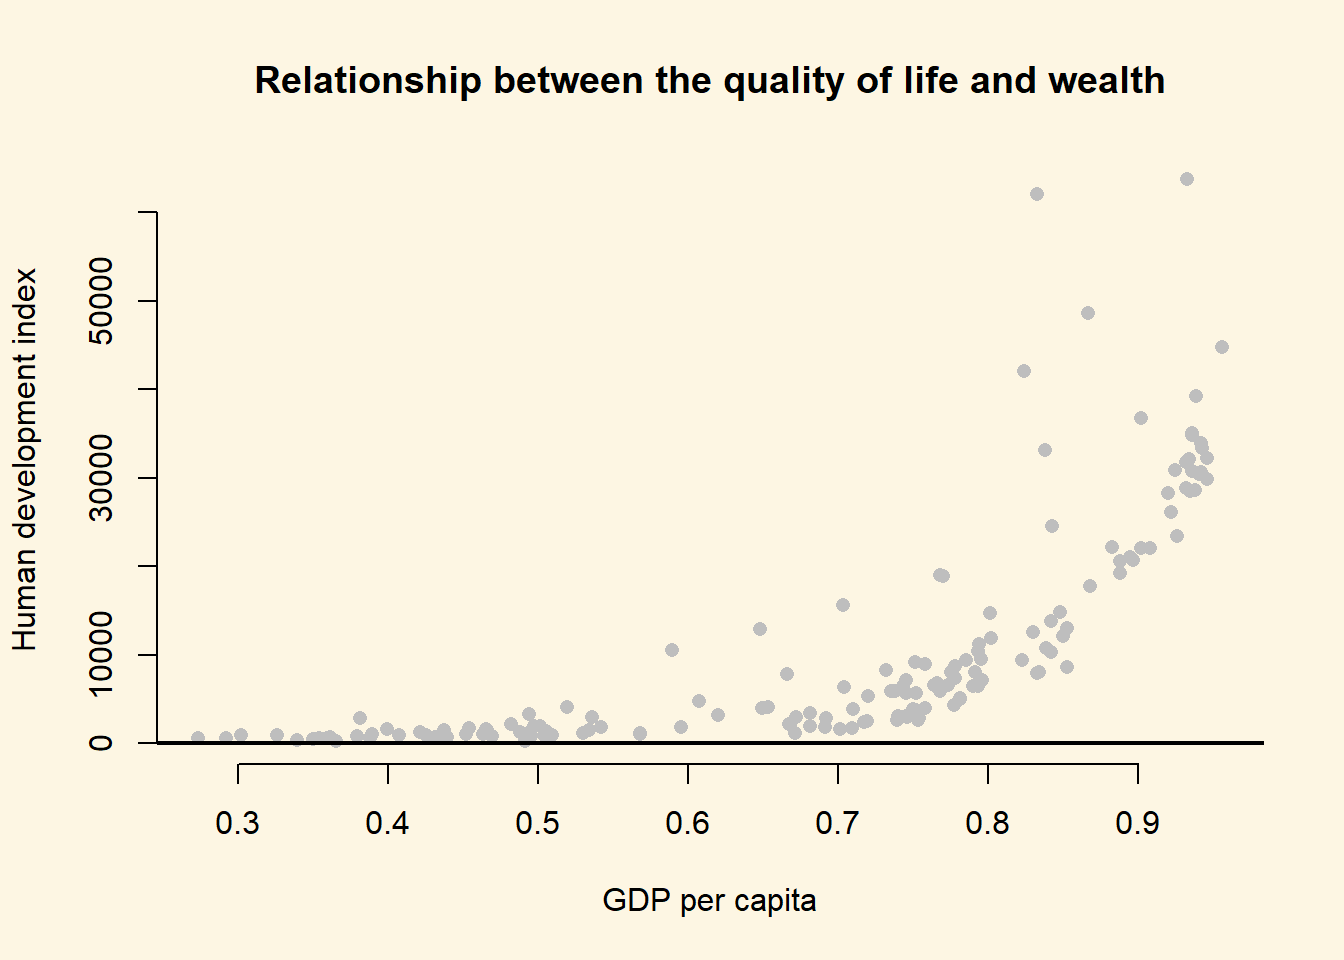 Relationship between the quality of life and wealth
Human development index
50000
30000
10000
0
0.3 0.4 0.5 0.6 0.7 0.8 0.9
GDP per capita